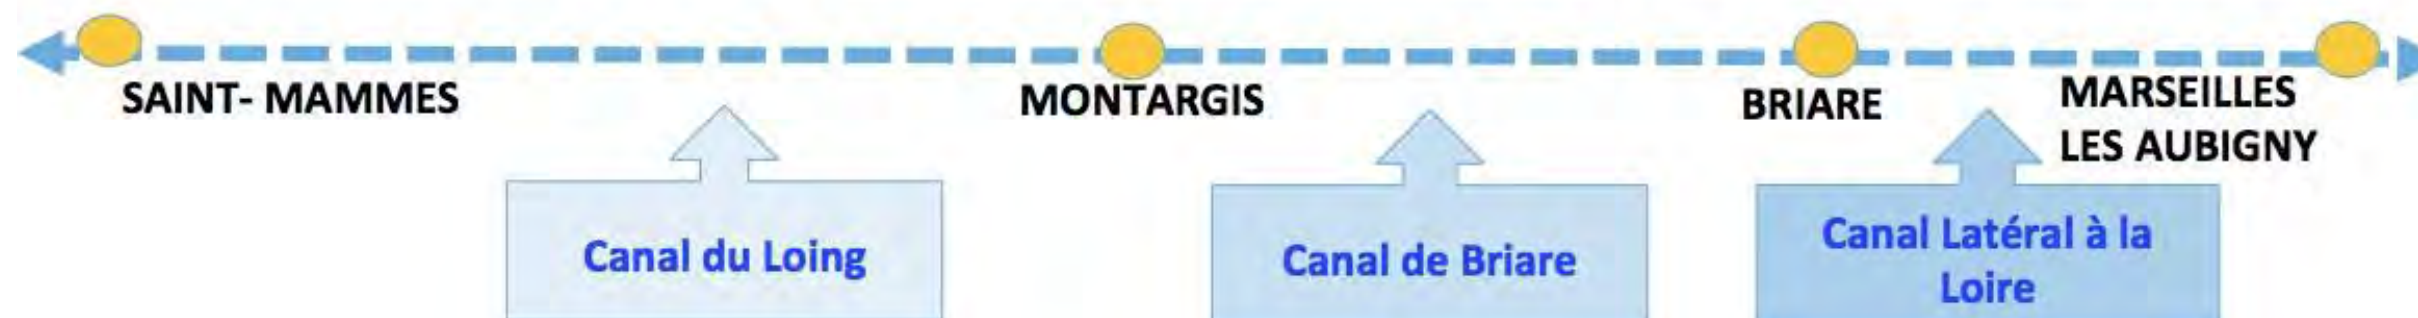 SAINT- MAMMES
MONTARGIS
BRIARE
MARSEILLES
LES AUBIGNY
Canal du Loing
Canal de Briare
Canal Latéral à la
Loire